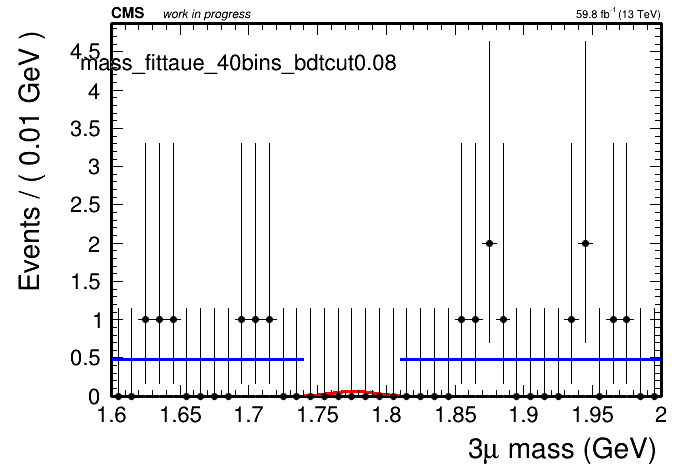 CMS work in progress 59.8 fb-1 (13 TeV)
mass_fittaue_40bins_bdtcut0.08
Events / ( 0.01 GeV )
4.5
4
3.5
3
2.5
2
1.5
1
0.5
0
1.6 1.65 1.7 1.75 1.8 1.85 1.9 1.95 2
3μ mass (GeV)